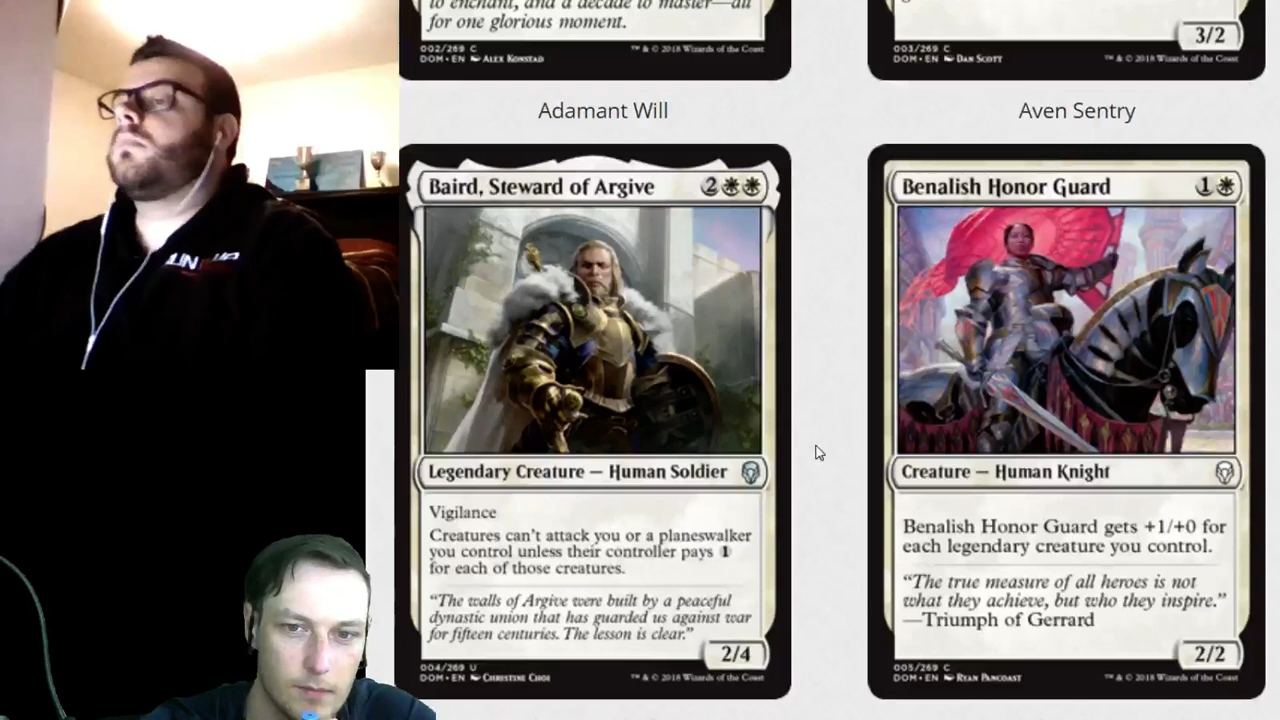 to enchant, and a decade to master—all
for one glorious moment.
002/269 C
DOM • EN ALEX KONSTAD
™ & © 2018 Wizards of the Coast
3/2
003/269 C
DOM • EN DAN SCOTT
™ & © 2018 Wizards of the Coast
Adamant Will
Aven Sentry
Baird, Steward of Argive 2
Legendary Creature — Human Soldier
Vigilance
Creatures can't attack you or a planeswalker
you control unless their controller pays 1
for each of those creatures.
"The walls of Argive were built by a peaceful
dynastic union that has guarded us against war
for fifteen centuries. The lesson is clear."
2/4
004/269 U
DOM • EN CHRISTINE CHOI
™ & © 2018 Wizards of the Coast
Benalish Honor Guard 1
Creature — Human Knight
Benalish Honor Guard gets +1/+0 for
each legendary creature you control.
"The true measure of all heroes is not
what they achieve, but who they inspire."
—Triumph of Gerrard
2/2
005/269 C
DOM • EN RYAN PANCOAST
™ & © 2018 Wizards of the Coast